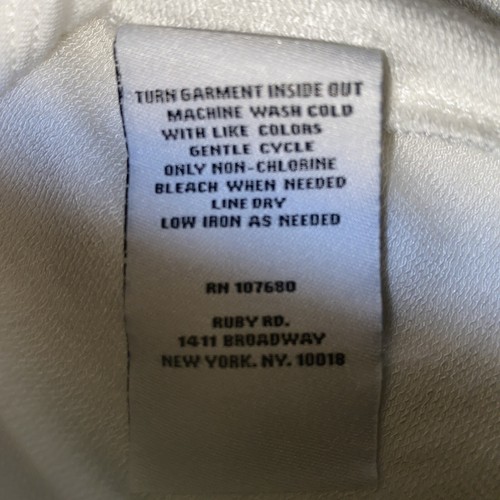 TURN GARMENT INSIDE OUT
MACHINE WASH COLD
WITH LIKE COLORS
GENTLE CYCLE
ONLY NON-CHLORINE
BLEACH WHEN NEEDED
LINE DRY
LOW IRON AS NEEDED
RN 107680
RUBY RD.
1411 BROADWAY
NEW YORK. NY. 10018